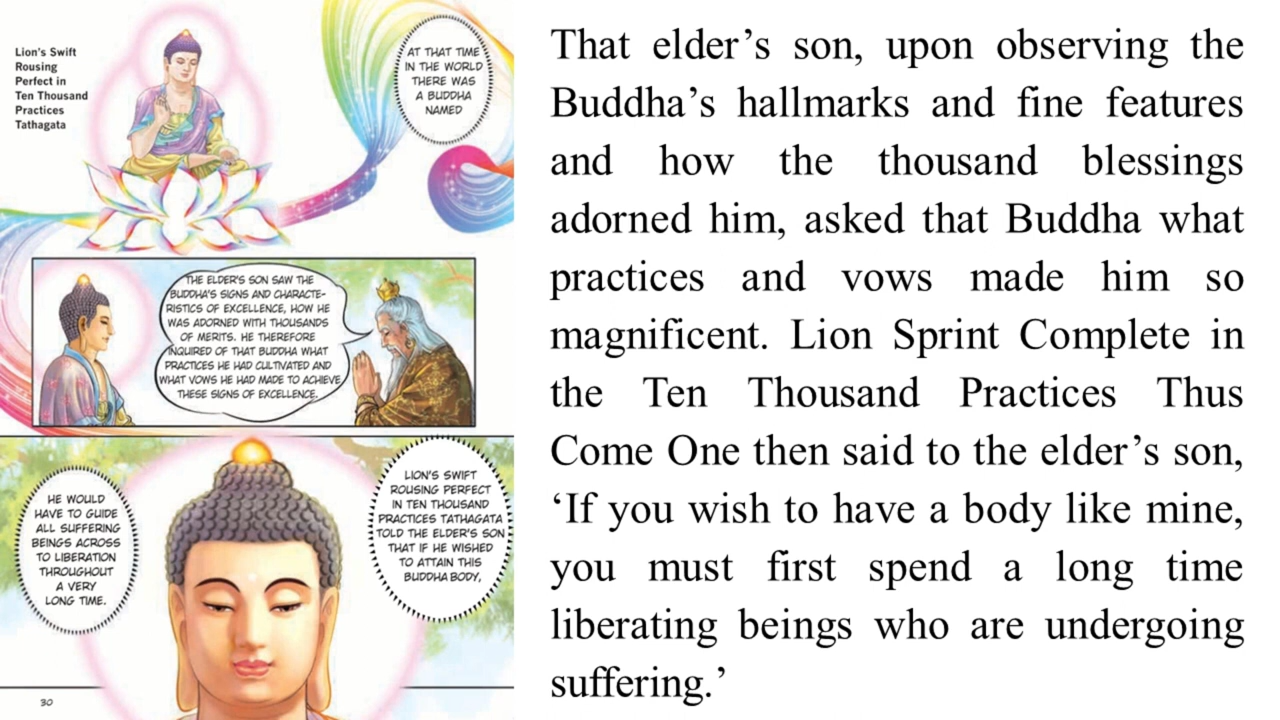 Lion's Swift
Rousing
Perfect in
Ten Thousand
Practices
Tathagata
AT THAT TIME
IN THE WORLD
THERE WAS
A BUDDHA
NAMED
THE ELDER'S SON SAW THE
BUDDHA'S SIGNS AND CHARACTE-
RISTICS OF EXCELLENCE, HOW HE
WAS ADORNED WITH THOUSANDS
OF MERITS. HE THEREFORE
INQUIRED OF THAT BUDDHA WHAT
PRACTICES HE HAD CULTIVATED AND
WHAT VOWS HE HAD MADE TO ACHIEVE
THESE SIGNS OF EXCELLENCE.
LION'S SWIFT
ROUSING PERFECT
IN TEN THOUSAND
PRACTICES TATHAGATA
TOLD THE ELDER'S SON
THAT IF HE WISHED
TO ATTAIN THIS
BUDDHA BODY,
HE WOULD
HAVE TO GUIDE
ALL SUFFERING
BEINGS ACROSS
TO LIBERATION
THROUGHOUT
A VERY
LONG TIME.
30
That elder’s son, upon observing the
Buddha’s hallmarks and fine features
and how the thousand blessings
adorned him, asked that Buddha what
practices and vows made him so
magnificent. Lion Sprint Complete in
the Ten Thousand Practices Thus
Come One then said to the elder’s son,
‘If you wish to have a body like mine,
you must first spend a long time
liberating beings who are undergoing
suffering.’